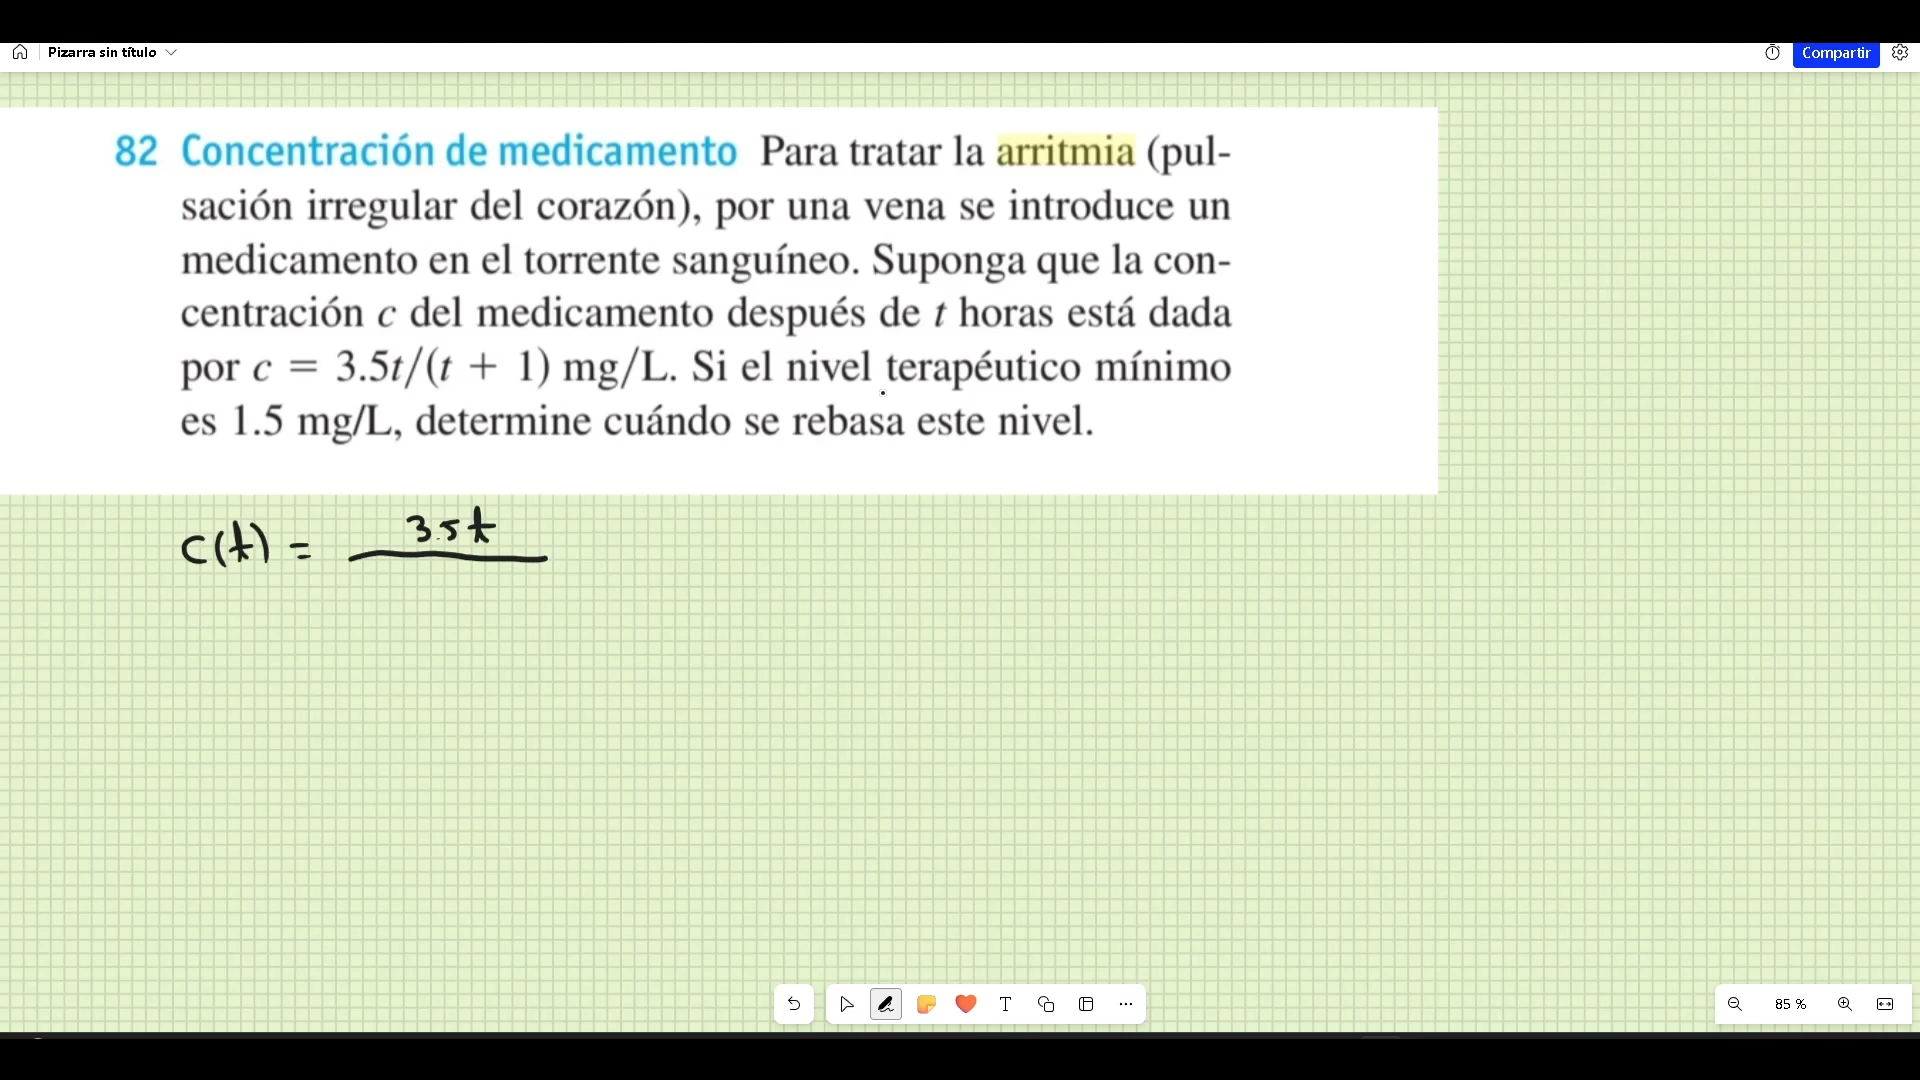 Pizarra sin título
Compartir
82 Concentración de medicamento Para tratar la arritmia (pul-
sación irregular del corazón), por una vena se introduce un
medicamento en el torrente sanguíneo. Suponga que la con-
centración c del medicamento después de t horas está dada
por c = 3.5t/(t + 1) mg/L. Si el nivel terapéutico mínimo
es 1.5 mg/L, determine cuándo se rebasa este nivel.
3.5t
c(t) =
T
85 %